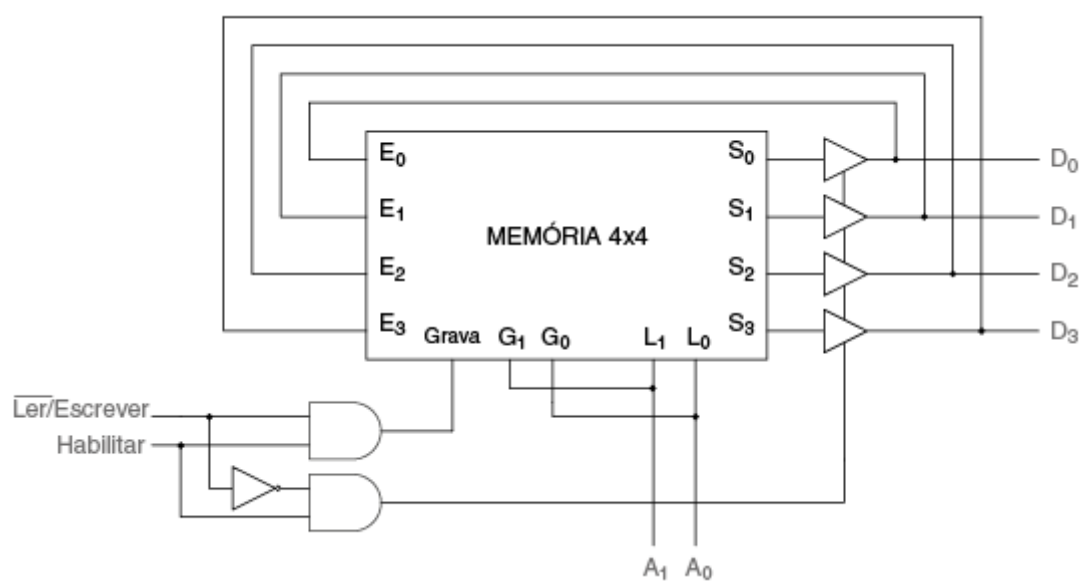 E0 S0 D0
E1 S1 D1
MEMÓRIA 4x4
E2 S2 D2
E3 Grava G1 G0 L1 L0 S3 D3
Ler/Escrever
Habilitar
A1 A0